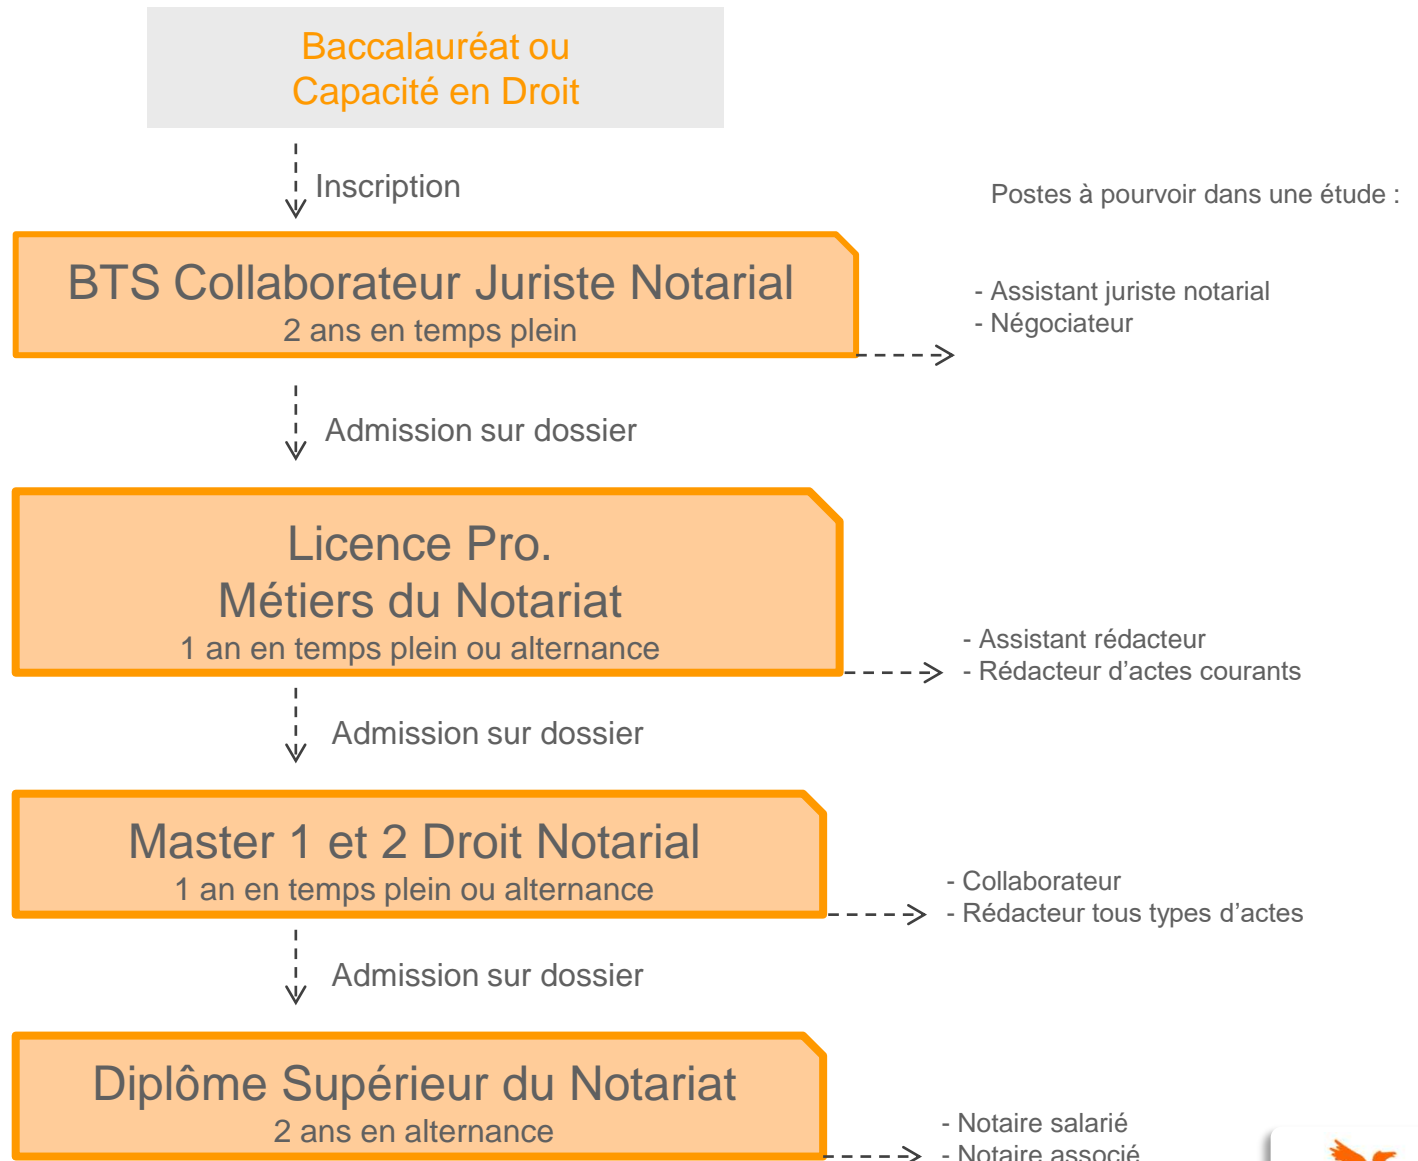 Baccalauréat ou
Capacité en Droit
Inscription
Postes à pourvoir dans une étude :
BTS Collaborateur Juriste Notarial
2 ans en temps plein
- Assistant juriste notarial
- Négociateur
Admission sur dossier
Licence Pro.
Métiers du Notariat
1 an en temps plein ou alternance
- Assistant rédacteur
- Rédacteur d’actes courants
Admission sur dossier
Master 1 et 2 Droit Notarial
1 an en temps plein ou alternance
- Collaborateur
- Rédacteur tous types d’actes
Admission sur dossier
Diplôme Supérieur du Notariat
2 ans en alternance
- Notaire salarié
- Notaire associé